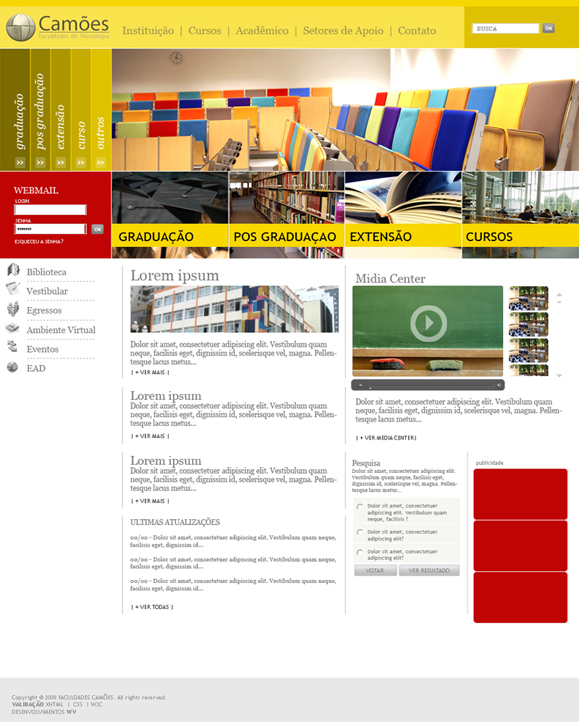 Camões
Faculdades de Tecnologia
Instituição | Cursos | Acadêmico | Setores de Apoio | Contato
BUSCA
OK
graduação
pos graduação
extensão
curso
outros
>> >> >> >> >>
WEBMAIL
LOGIN
SENHA
OK
ESQUECEU A SENHA?
GRADUAÇÃO
POS GRADUAÇAO
EXTENSÃO
CURSOS
Biblioteca
Vestibular
Egressos
Ambiente Virtual
Eventos
EAD
Lorem ipsum
Dolor sit amet, consectetuer adipiscing elit. Vestibulum quam
neque, facilisis eget, dignissim id, scelerisque vel, magna. Pellen-
tesque lacus metus...
| + VER MAIS |
Lorem ipsum
Dolor sit amet, consectetuer adipiscing elit. Vestibulum quam
neque, facilisis eget, dignissim id, scelerisque vel, magna. Pellen-
tesque lacus metus...
| + VER MAIS |
Lorem ipsum
Dolor sit amet, consectetuer adipiscing elit. Vestibulum quam
neque, facilisis eget, dignissim id, scelerisque vel, magna. Pellen-
tesque lacus metus...
| + VER MAIS |
ULTIMAS ATUALIZAÇÕES
00/00 - Dolor sit amet, consectetuer adipiscing elit. Vestibulum quam neque,
facilisis eget, dignissim id...
00/00 - Dolor sit amet, consectetuer adipiscing elit. Vestibulum quam neque,
facilisis eget, dignissim id...
00/00 - Dolor sit amet, consectetuer adipiscing elit. Vestibulum quam neque,
facilisis eget, dignissim id...
| + VER TODAS |
Midia Center
Dolor sit amet, consectetuer adipiscing elit. Vestibulum quam
neque, facilisis eget, dignissim id, scelerisque vel, magna. Pellen-
tesque lacus metus...
| + VER MEDIA CENTER|
Pesquisa
Dolor sit amet, consectetuer adipiscing elit. Vestibulum
quam neque, facilisis eget, dignissim id,
dignissim id, scelerisque vel, magna. Pellen-
tesque lacus metus...
Dolor sit amet, consectetuer
adipiscing elit. Vestibulum quam
neque, facilisis ?
Dolor sit amet, consectetuer
adipiscing elit?
Dolor sit amet, consectetuer
adipiscing elit?
VOTAR
VER RESULTADO
publicidade
Copyright © 2008 FACULDADES CAMÕES. All rights reserved.
VALIDAÇÃO XHTML | CSS | W3C
DESENVOLVIMENTOS WV